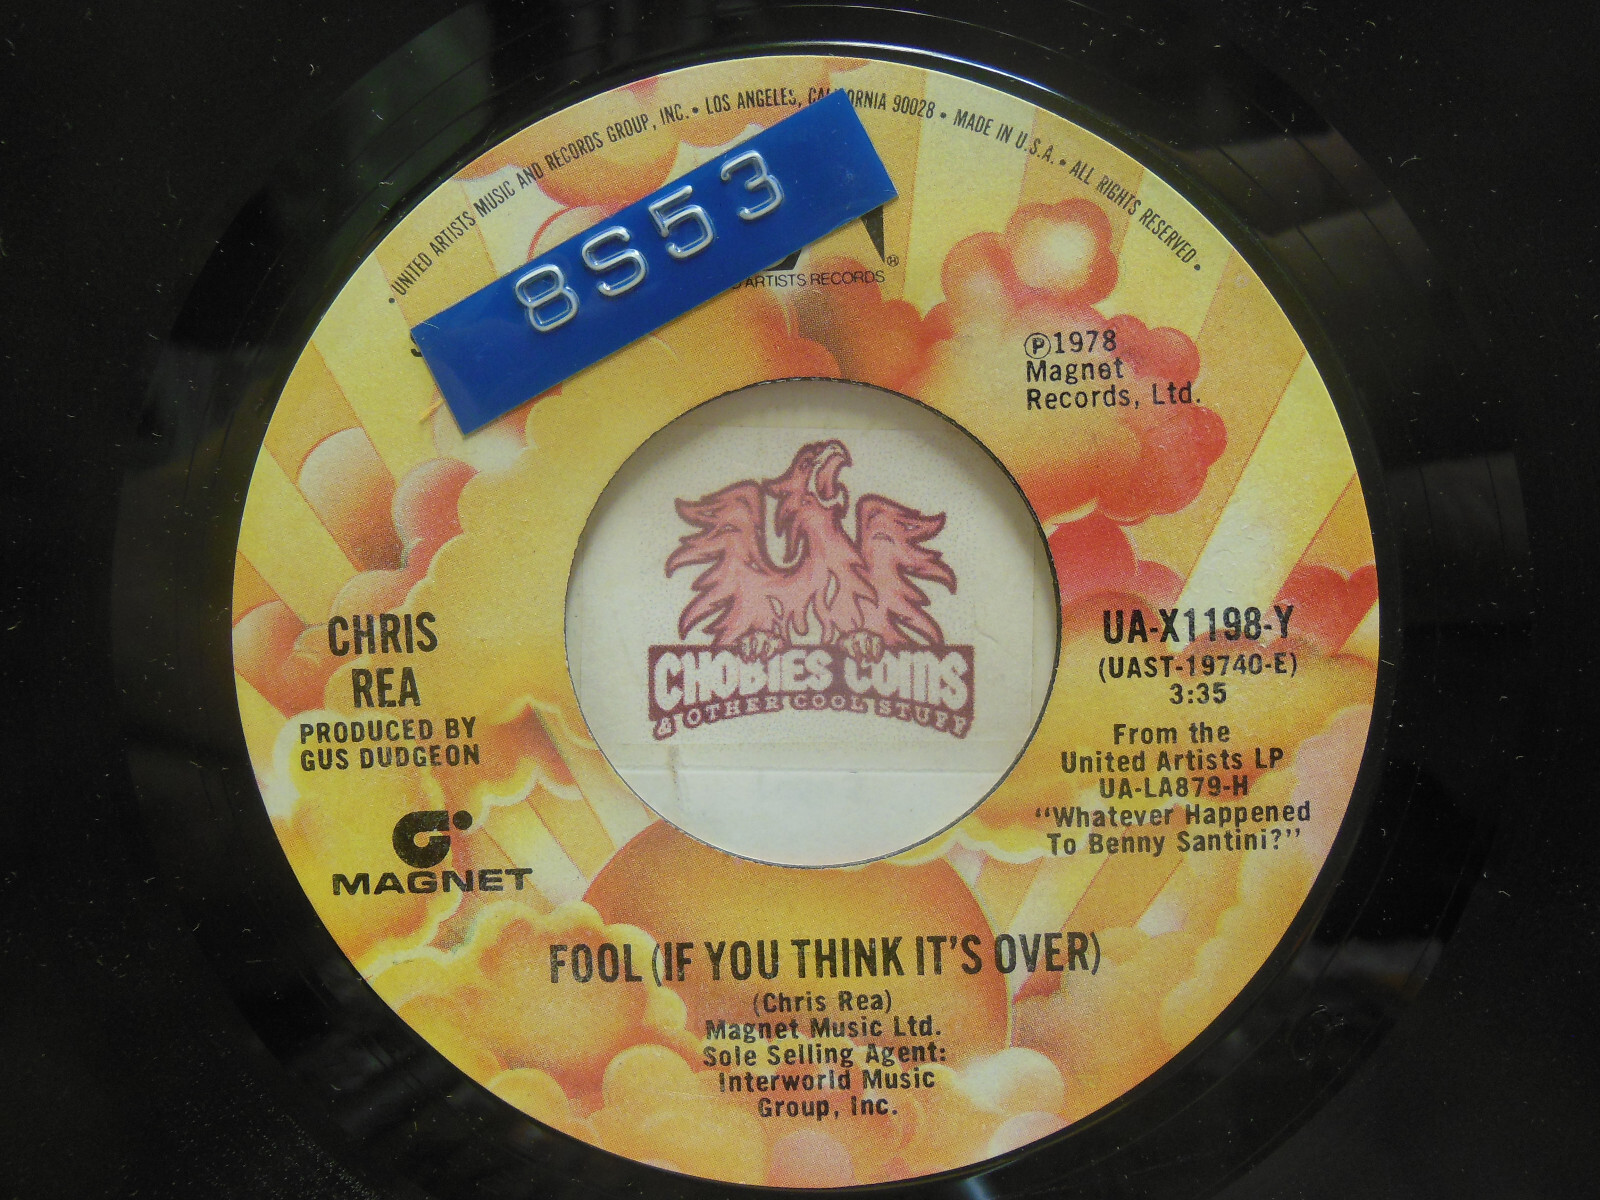 • UNITED ARTISTS MUSIC AND RECORDS GROUP, INC. • LOS ANGELES, CALIFORNIA 90028 • MADE IN U.S.A. • ALL RIGHTS RESERVED •
8S53
ARTISTS RECORDS ®
Ⓟ1978
Magnet
Records, Ltd.
CHOBIES COINS
& OTHER COOL STUFF
CHRIS
REA
PRODUCED BY
GUS DUDGEON
MAGNET
UA-X1198-Y
(UAST-19740-E)
3:35
From the
United Artists LP
UA-LA879-H
"Whatever Happened
To Benny Santini?"
FOOL (IF YOU THINK IT'S OVER)
(Chris Rea)
Magnet Music Ltd.
Sole Selling Agent:
Interworld Music
Group, Inc.